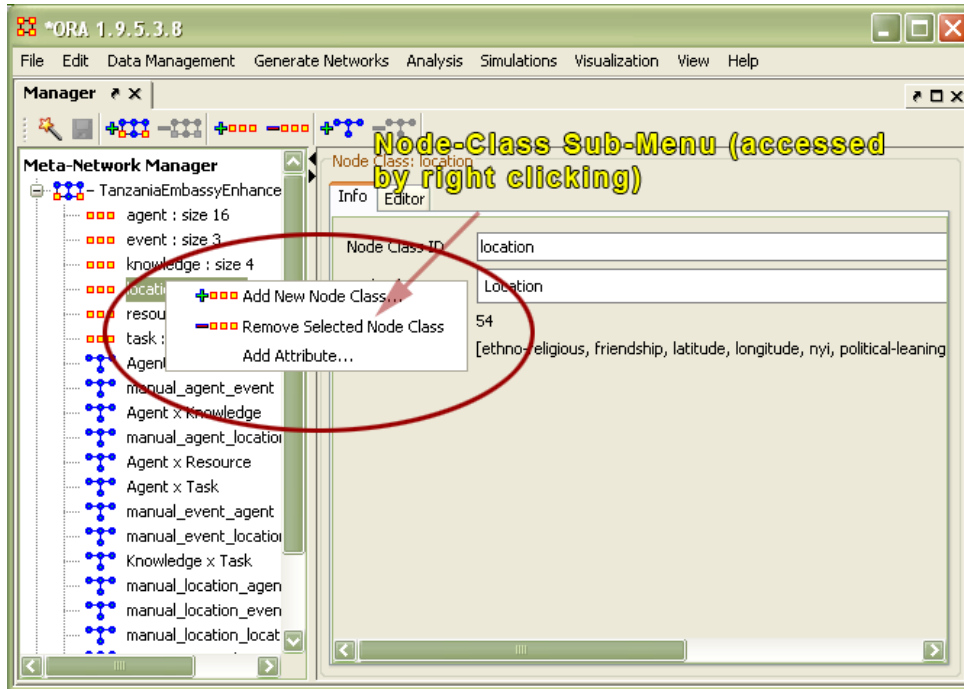 *ORA 1.9.5.3.8
File Edit Data Management Generate Networks Analysis Simulations Visualization View Help
Manager
Node-Class Sub-Menu (accessed
by right clicking)
Meta-Network Manager
TanzaniaEmbassyEnhance
agent : size 16
event : size 3
knowledge : size 4
locati
resou
task :
Agen
manual_agent_event
Agent x Knowledge
manual_agent_location
Agent x Resource
Agent x Task
manual_event_agent
manual_event_location
Knowledge x Task
manual_location_agen
manual_location_even
manual_location_locat
Add New Node Class...
Remove Selected Node Class
Add Attribute...
Node Class: location
Info Editor
Node Class ID location
Location
54
[ethno-religious, friendship, latitude, longitude, nyi, political-leaning